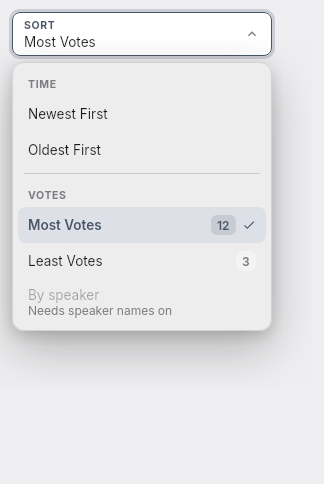 SORT
Most Votes
TIME
Newest First
Oldest First
VOTES
Most Votes 12
Least Votes 3
By speaker
Needs speaker names on